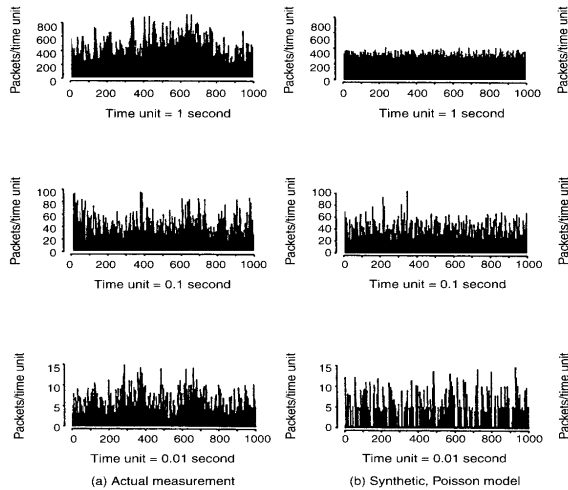 Packets/time unit
800
600
400
200
0
0 200 400 600 800 1000
Time unit = 1 second
Packets/time unit
800
600
400
200
0
0 200 400 600 800 1000
Time unit = 1 second
Packets/time unit
Packets/time unit
100
80
60
40
20
0
0 200 400 600 800 1000
Time unit = 0.1 second
Packets/time unit
100
80
60
40
20
0
0 200 400 600 800 1000
Time unit = 0.1 second
Packets/time unit
Packets/time unit
15
10
5
0
0 200 400 600 800 1000
Time unit = 0.01 second
(a) Actual measurement
Packets/time unit
15
10
5
0
0 200 400 600 800 1000
Time unit = 0.01 second
(b) Synthetic, Poisson model
Packets/time unit